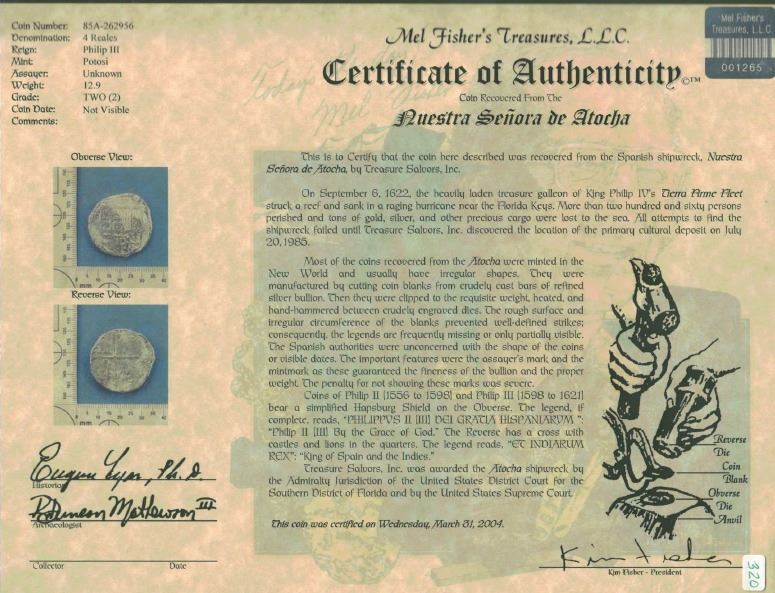 Coin Number: 85A-262956
Denomination: 4 Reales
Reign: Philip III
Mint: Potosi
Assayer: Unknown
Weight: 12.9
Grade: TWO (2)
Coin Date: Not Visible
Comments:
Mel Fisher's Treasures, L.L.C.
Certificate of Authenticity ©™
Coin Recovered From The
Nuestra Señora de Atocha
Mel Fisher's
Treasures, L.L.C.
001265
Today
Mel Fisher
Obverse View:
Reverse View:
This is to Certify that the coin here described was recovered from the Spanish shipwreck, Nuestra
Señora de Atocha, by Treasure Salvors, Inc.
On September 6, 1622, the heavily laden treasure galleon of King Philip IV's Tierra Firme Fleet
struck a reef and sank in a raging hurricane near the Florida Keys. More than two hundred and sixty persons
perished and tons of gold, silver, and other precious cargo were lost to the sea. All attempts to find the
shipwreck failed until Treasure Salvors, Inc. discovered the location of the primary cultural deposit on July
20, 1985.
Most of the coins recovered from the Atocha were minted in the
New World and usually have irregular shapes. They were
manufactured by cutting coin blanks from crudely cast bars of refined
silver bullion. Then they were clipped to the requisite weight, heated, and
hand-hammered between crudely engraved dies. The rough surface and
irregular circumference of the blanks prevented well-defined strikes;
consequently, the legends are frequently missing or only partially visible.
The Spanish authorities were unconcerned with the shape of the coins
or visible dates. The important features were the assayer's mark and the
mintmark as these guaranteed the fineness of the bullion and the proper
weight. The penalty for not showing these marks was severe.
Coins of Philip II (1556 to 1598) and Philip III (1598 to 1621)
bear a simplified Hapsburg Shield on the Obverse. The legend, if
complete, reads, "PHILIPPVS II [III] DEI GRATIA HISPANIARVM ":
"Philip II [III] By the Grace of God." The Reverse has a cross with
castles and lions in the quarters. The legend reads, "ET INDIARUM
REX": "King of Spain and the Indies."
Treasure Salvors, Inc. was awarded the Atocha shipwreck by
the Admiralty Jurisdiction of the United States District Court for the
Southern District of Florida and by the United States Supreme Court.
This coin was certified on Wednesday, March 31, 2004.
Reverse
Die
Coin
Blank
Obverse
Die
Anvil
Eugene Lyon, Ph. D.
Historian
R. Duncan Mathewson III
Archaeologist
Collector Date
Kim Fisher
Kim Fisher - President
320